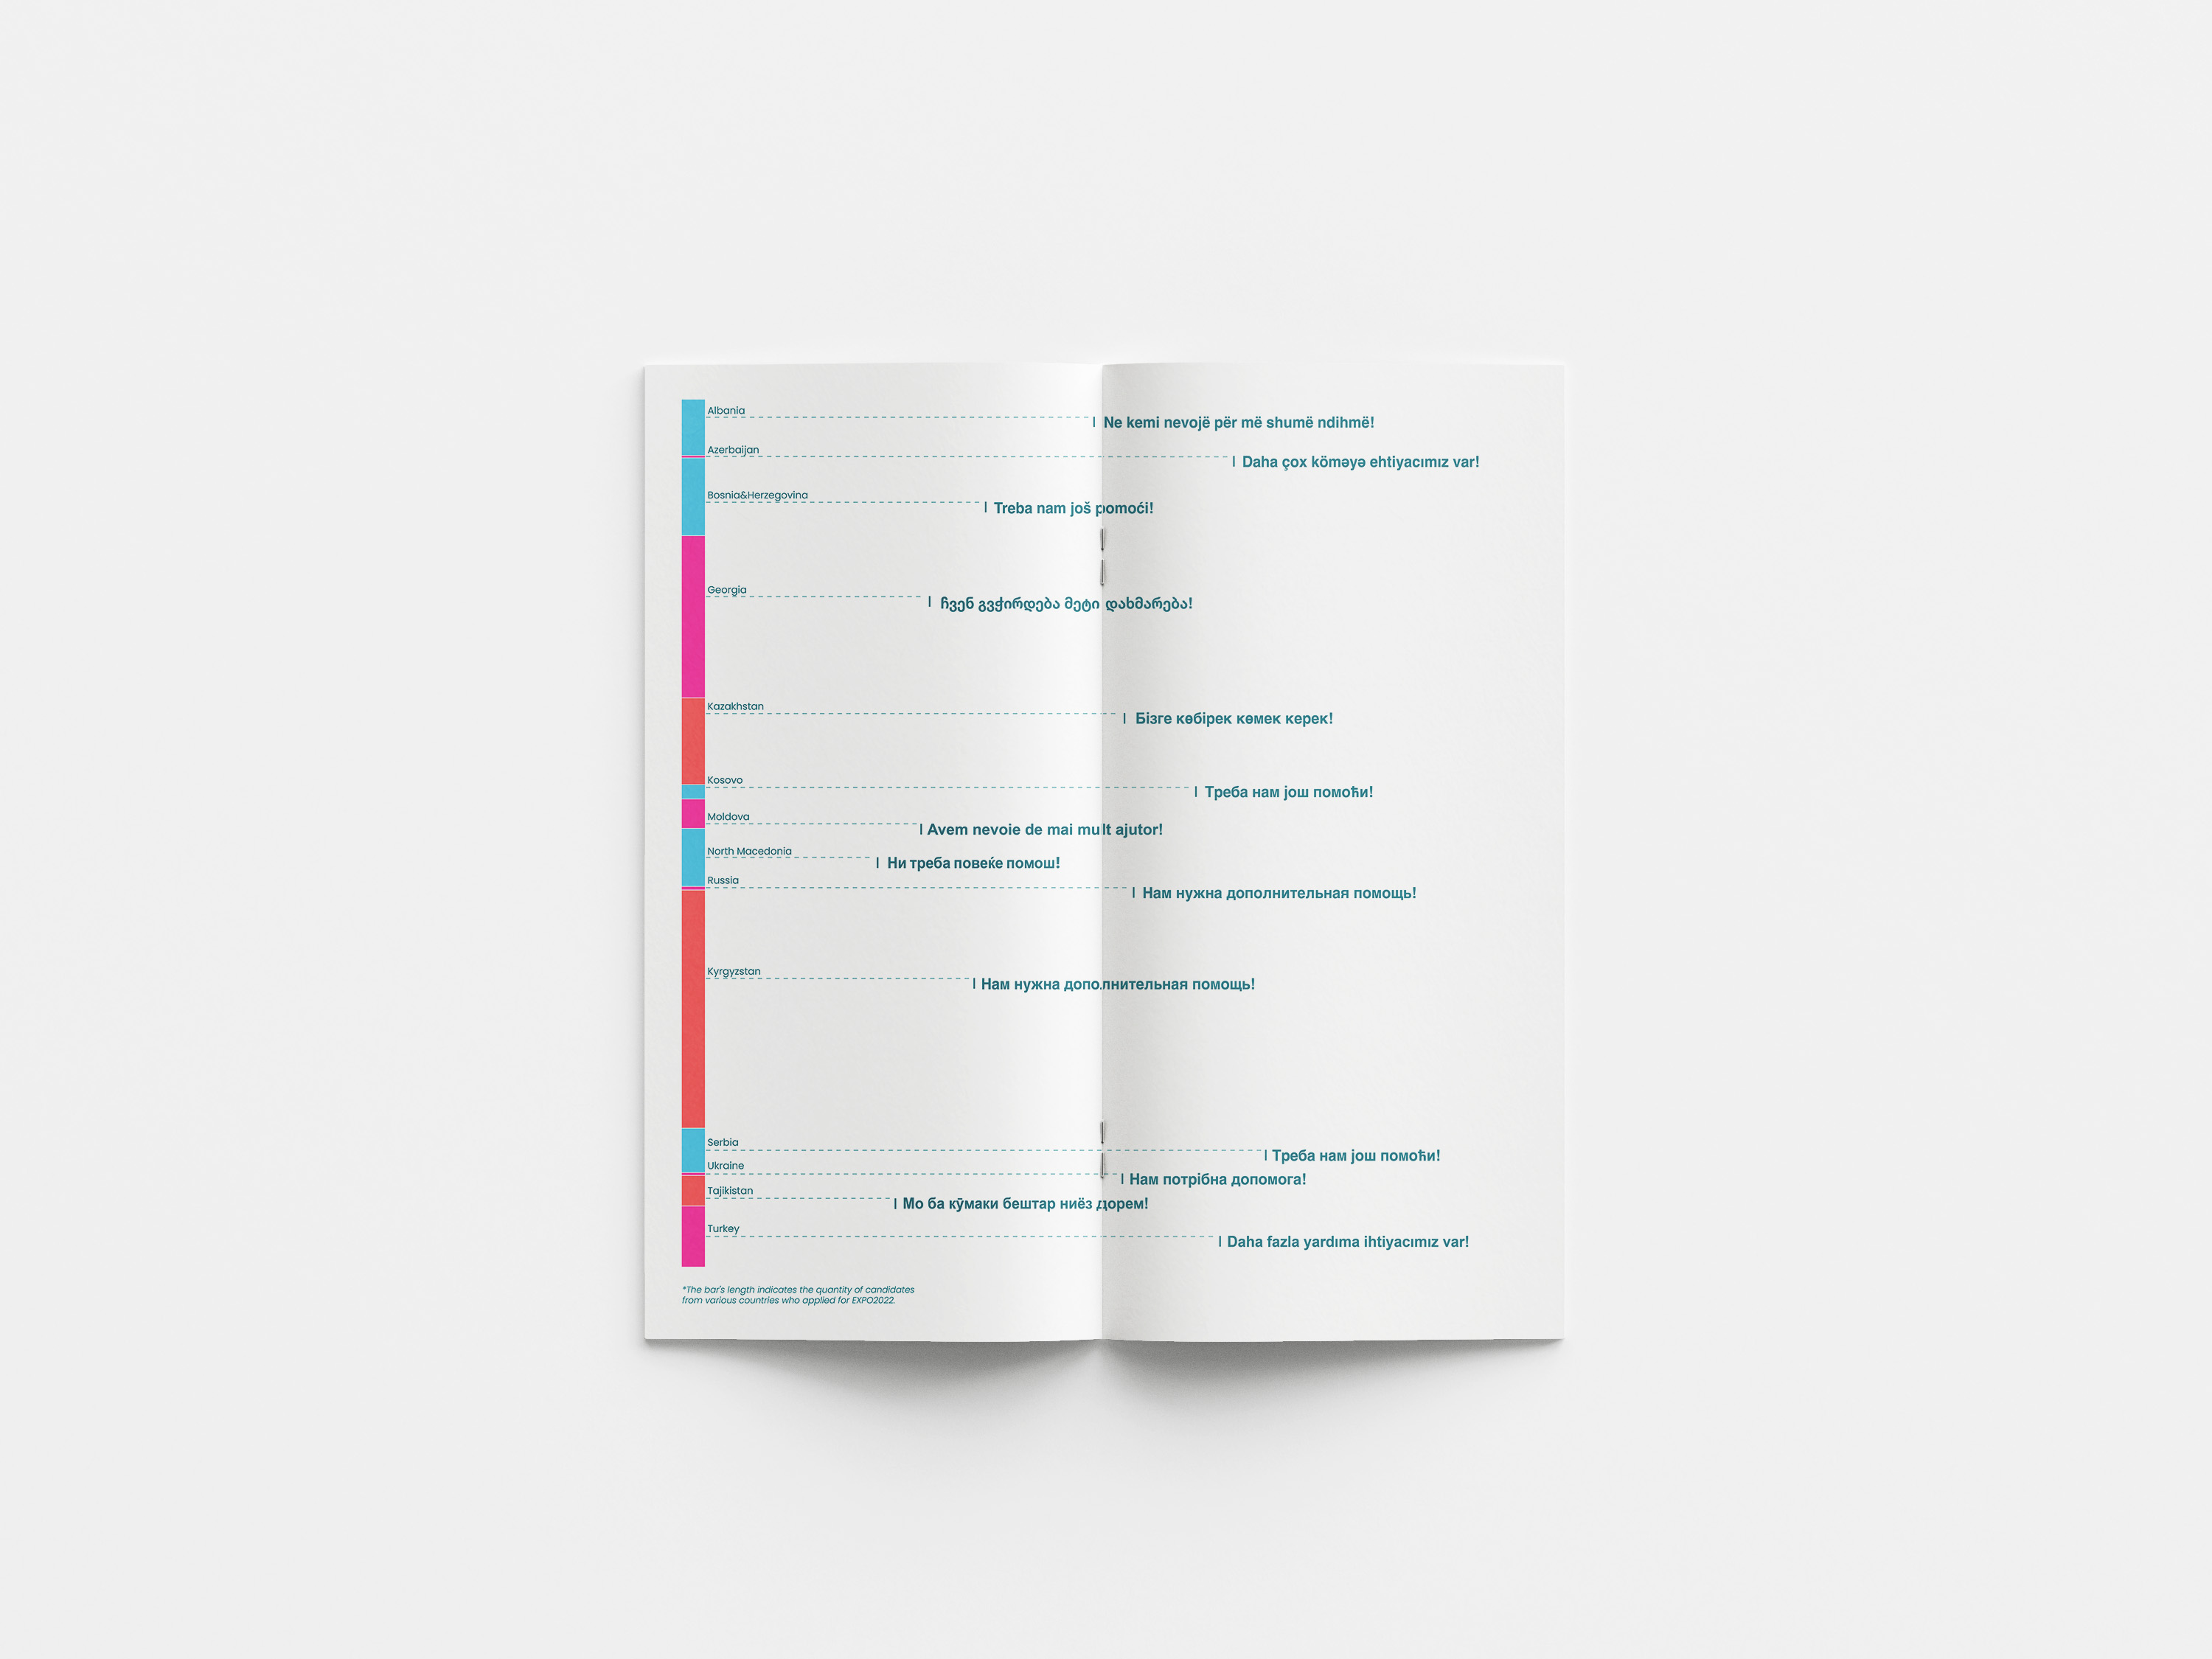 Albania
Ne kemi nevojë për më shumë ndihmë!
Azerbaijan
Daha çox köməyə ehtiyacımız var!
Bosnia&Herzegovina
Treba nam još pomoći!
Georgia
ჩვენ გვჭირდება მეტი დახმარება!
Kazakhstan
Бізге көбірек көмек керек!
Kosovo
Треба нам још помоћи!
Moldova
Avem nevoie de mai mult ajutor!
North Macedonia
Ни треба повеќе помош!
Russia
Нам нужна дополнительная помощь!
Kyrgyzstan
Нам нужна дополнительная помощь!
Serbia
Треба нам још помоћи!
Ukraine
Нам потрібна допомога!
Tajikistan
Мо ба кӯмаки бештар ниёз дорем!
Turkey
Daha fazla yardıma ihtiyacımız var!
*The bar's length indicates the quantity of candidates
from various countries who applied for EXPO2022.